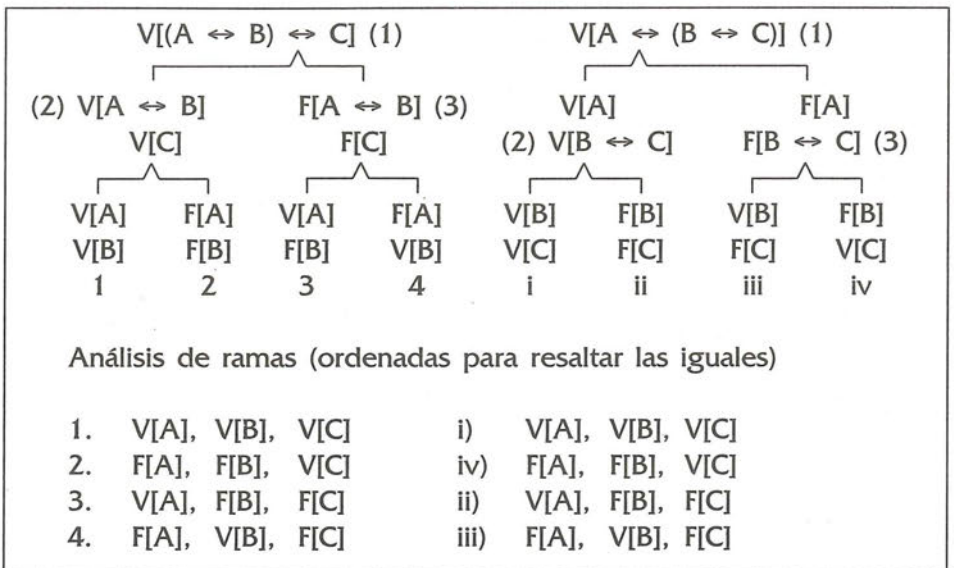 V[(A ⇔ B) ⇔ C] (1) V[A ⇔ (B ⇔ C)] (1)
(2) V[A ⇔ B] F[A ⇔ B] (3) V[A] F[A]
V[C] F[C] (2) V[B ⇔ C] F[B ⇔ C] (3)
V[A] F[A] V[A] F[A] V[B] F[B] V[B] F[B]
V[B] F[B] F[B] V[B] V[C] F[C] F[C] V[C]
1 2 3 4 i ii iii iv
Análisis de ramas (ordenadas para resaltar las iguales)
1. V[A], V[B], V[C] i) V[A], V[B], V[C]
2. F[A], F[B], V[C] iv) F[A], F[B], V[C]
3. V[A], F[B], F[C] ii) V[A], F[B], F[C]
4. F[A], V[B], F[C] iii) F[A], V[B], F[C]